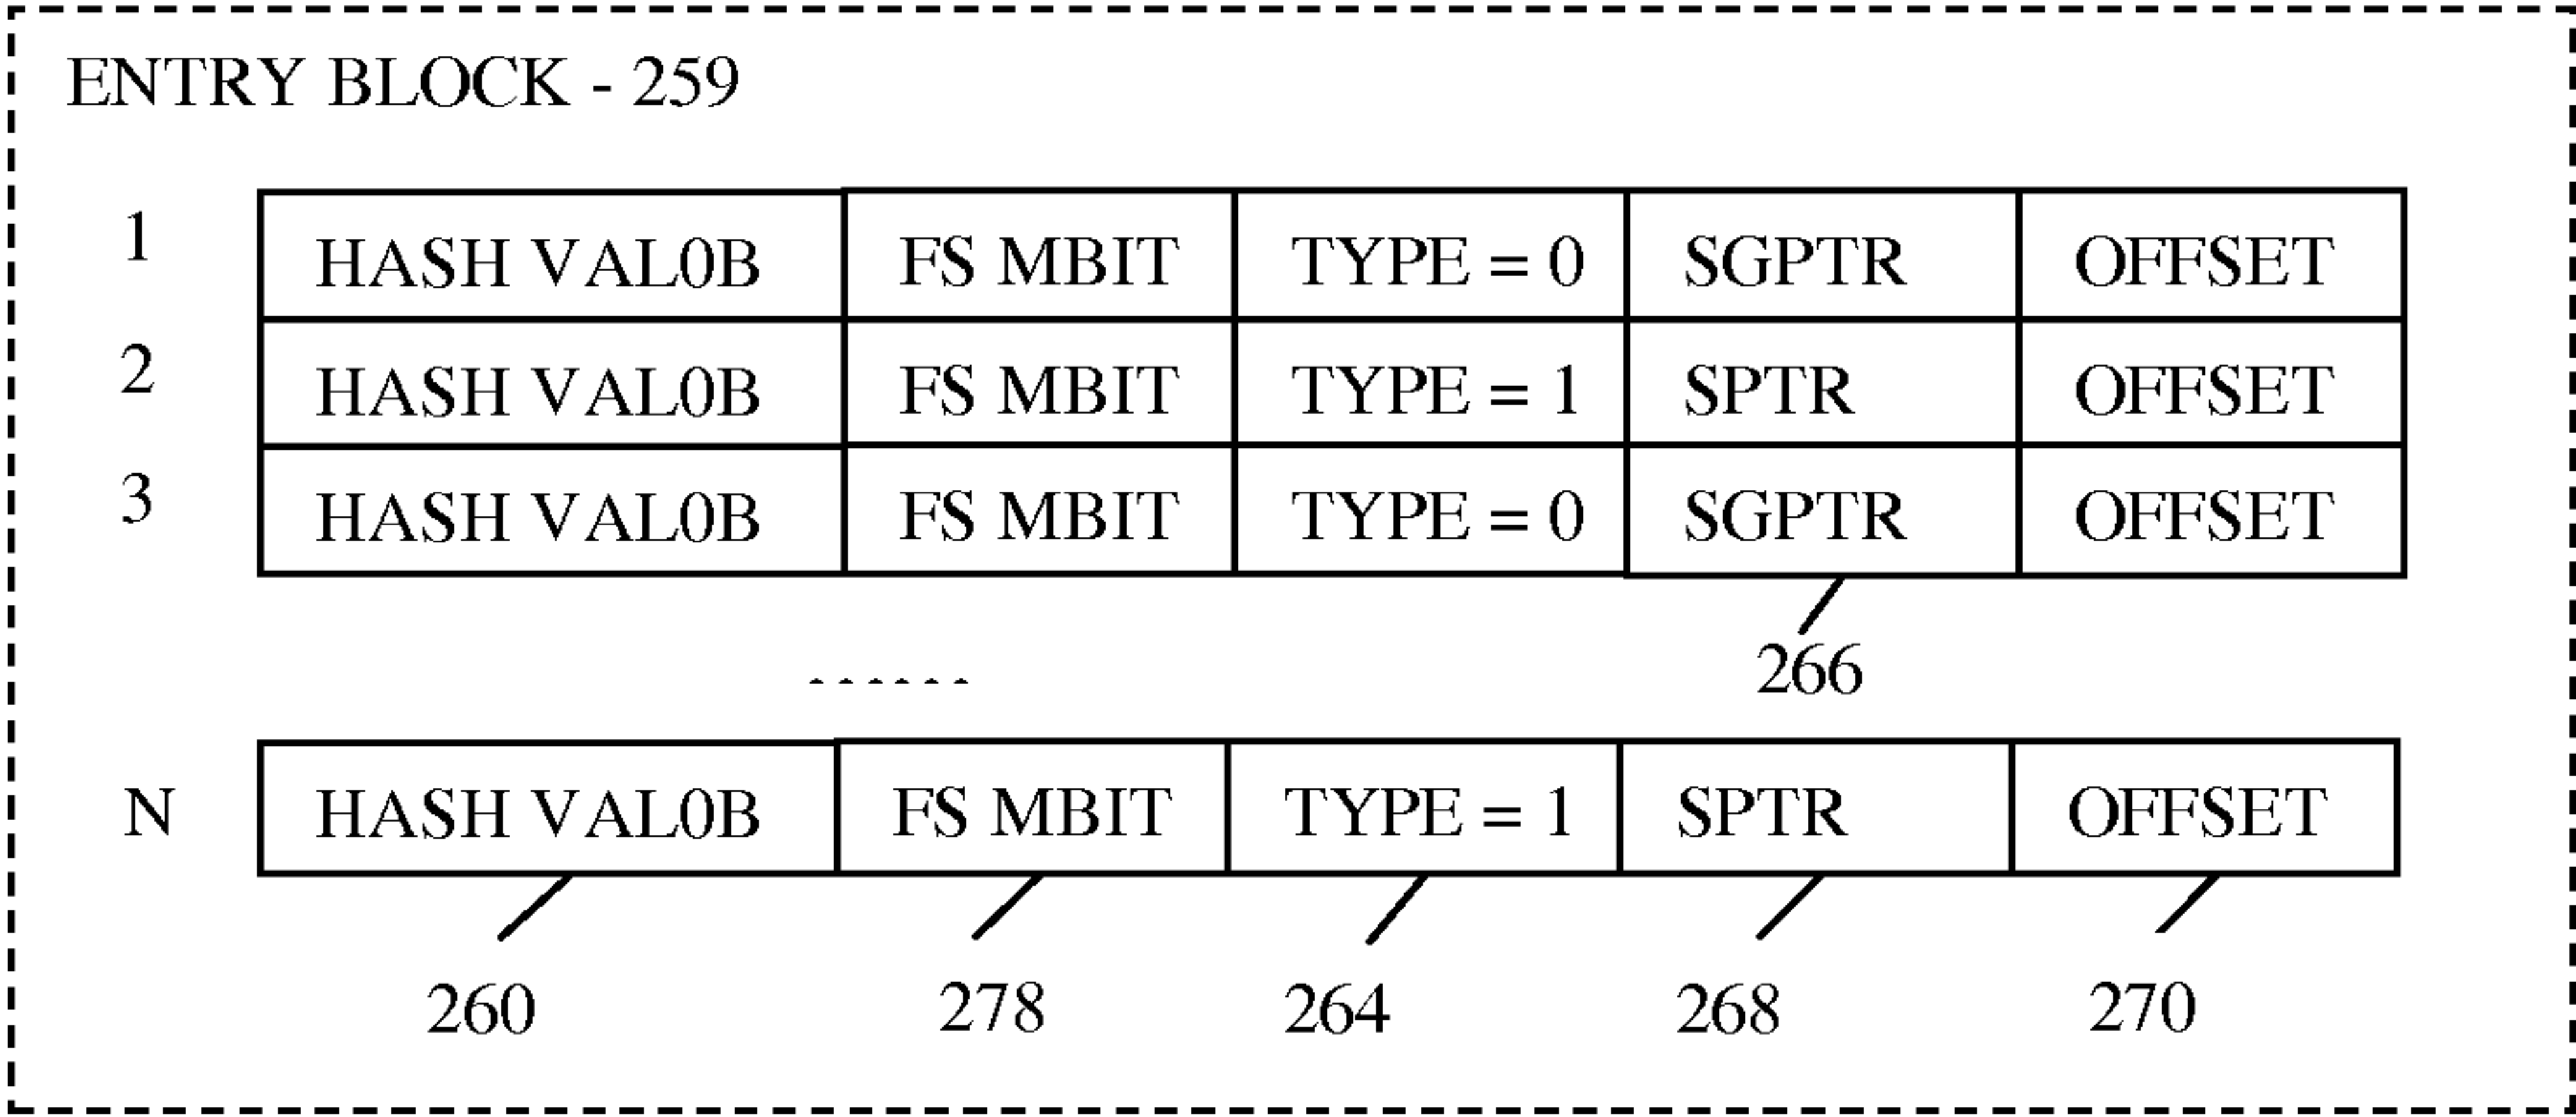 ENTRY BLOCK - 259
1 HASH VAL0B FS MBIT TYPE = 0 SGPTR OFFSET
2 HASH VAL0B FS MBIT TYPE = 1 SPTR OFFSET
3 HASH VAL0B FS MBIT TYPE = 0 SGPTR OFFSET
266
......
N HASH VAL0B FS MBIT TYPE = 1 SPTR OFFSET
260 278 264 268 270